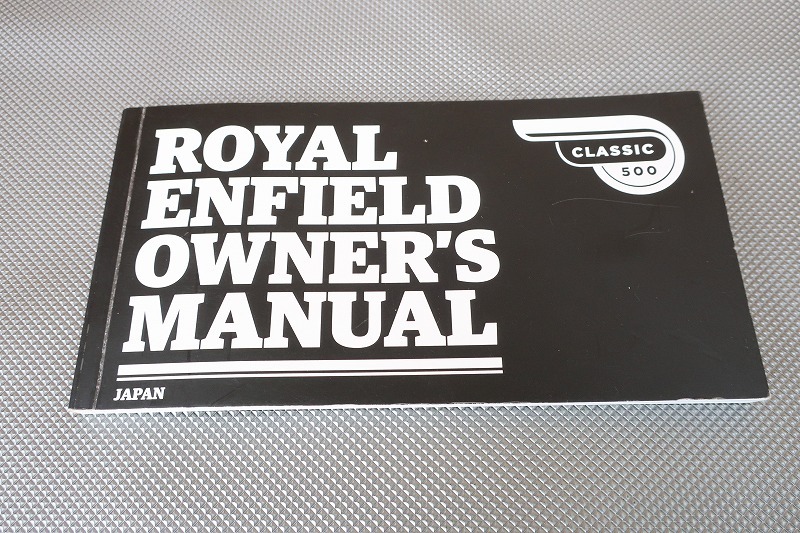 ROYAL
ENFIELD
OWNER'S
MANUAL
JAPAN
CLASSIC
500